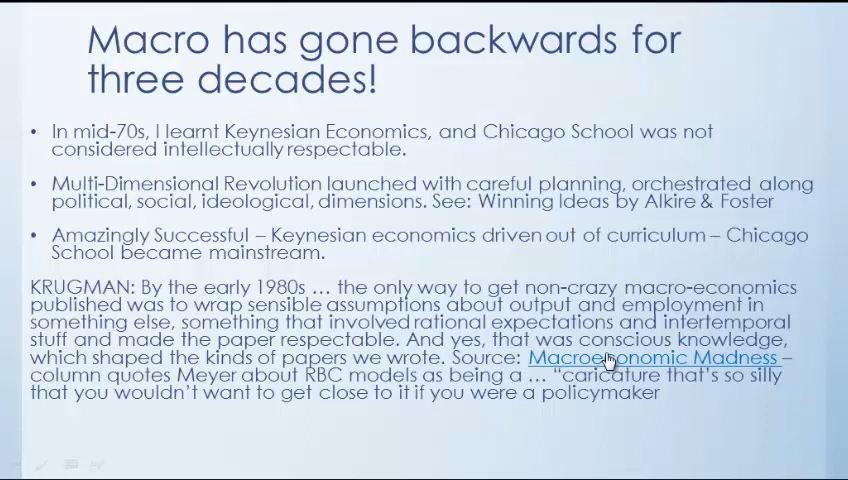 Macro has gone backwards for
three decades!
• In mid-70s, I learnt Keynesian Economics, and Chicago School was not
considered intellectually respectable.
• Multi-Dimensional Revolution launched with careful planning, orchestrated along
political, social, ideological, dimensions. See: Winning Ideas by Alkire & Foster
• Amazingly Successful – Keynesian economics driven out of curriculum – Chicago
School became mainstream.
KRUGMAN: By the early 1980s … the only way to get non-crazy macro-economics
published was to wrap sensible assumptions about output and employment in
something else, something that involved rational expectations and intertemporal
stuff and made the paper respectable. And yes, that was conscious knowledge,
which shaped the kinds of papers we wrote. Source: Macroeconomic Madness –
column quotes Meyer about RBC models as being a … “caricature that’s so silly
that you wouldn’t want to get close to it if you were a policymaker